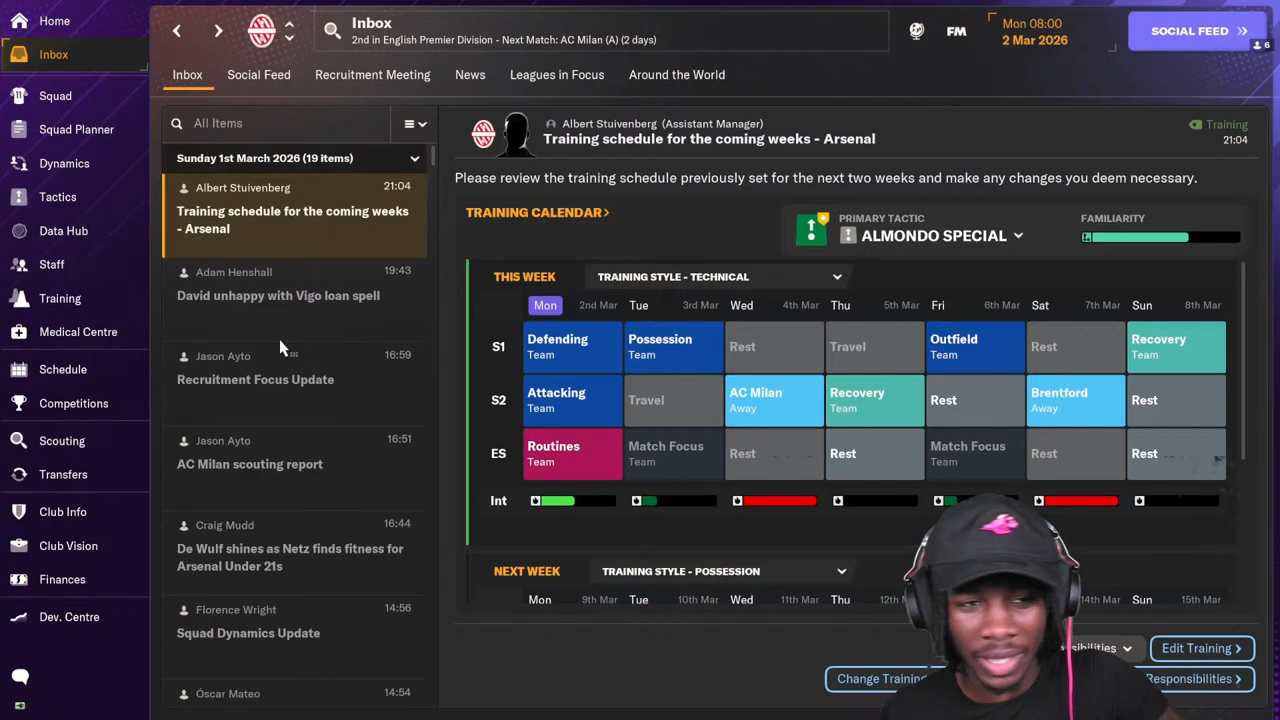 Home
Inbox
Squad
Squad Planner
Dynamics
Tactics
Data Hub
Staff
Training
Medical Centre
Schedule
Competitions
Scouting
Transfers
Club Info
Club Vision
Finances
Dev. Centre
Inbox
2nd in English Premier Division - Next Match: AC Milan (A) (2 days)
FM
Mon 08:00
2 Mar 2026
SOCIAL FEED
6
Inbox
Social Feed
Recruitment Meeting
News
Leagues in Focus
Around the World
All Items
Sunday 1st March 2026 (19 items)
Albert Stuivenberg 21:04
Training schedule for the coming weeks
- Arsenal
Adam Henshall 19:43
David unhappy with Vigo loan spell
Jason Ayto 16:59
Recruitment Focus Update
Jason Ayto 16:51
AC Milan scouting report
Craig Mudd 16:44
De Wulf shines as Netz finds fitness for
Arsenal Under 21s
Florence Wright 14:56
Squad Dynamics Update
Óscar Mateo 14:54
Albert Stuivenberg (Assistant Manager)
Training schedule for the coming weeks - Arsenal
Training
21:04
Please review the training schedule previously set for the next two weeks and make any changes you deem necessary.
TRAINING CALENDAR
PRIMARY TACTIC
ALMONDO SPECIAL
FAMILIARITY
THIS WEEK TRAINING STYLE - TECHNICAL
Mon 2nd Mar Tue 3rd Mar Wed 4th Mar Thu 5th Mar Fri 6th Mar Sat 7th Mar Sun 8th Mar
S1 Defending Possession Rest Travel Outfield Rest Recovery
Team Team Team Team
S2 Attacking Travel AC Milan Recovery Rest Brentford Rest
Team Away Team Away
ES Routines Match Focus Rest Rest Match Focus Rest Rest
Team Team Team
Int
NEXT WEEK TRAINING STYLE - POSSESSION
Mon 9th Mar Tue 10th Mar Wed 11th Mar Thu 12th 14th Mar Sun 15th Mar
Edit Training
Change Training
Responsibilities